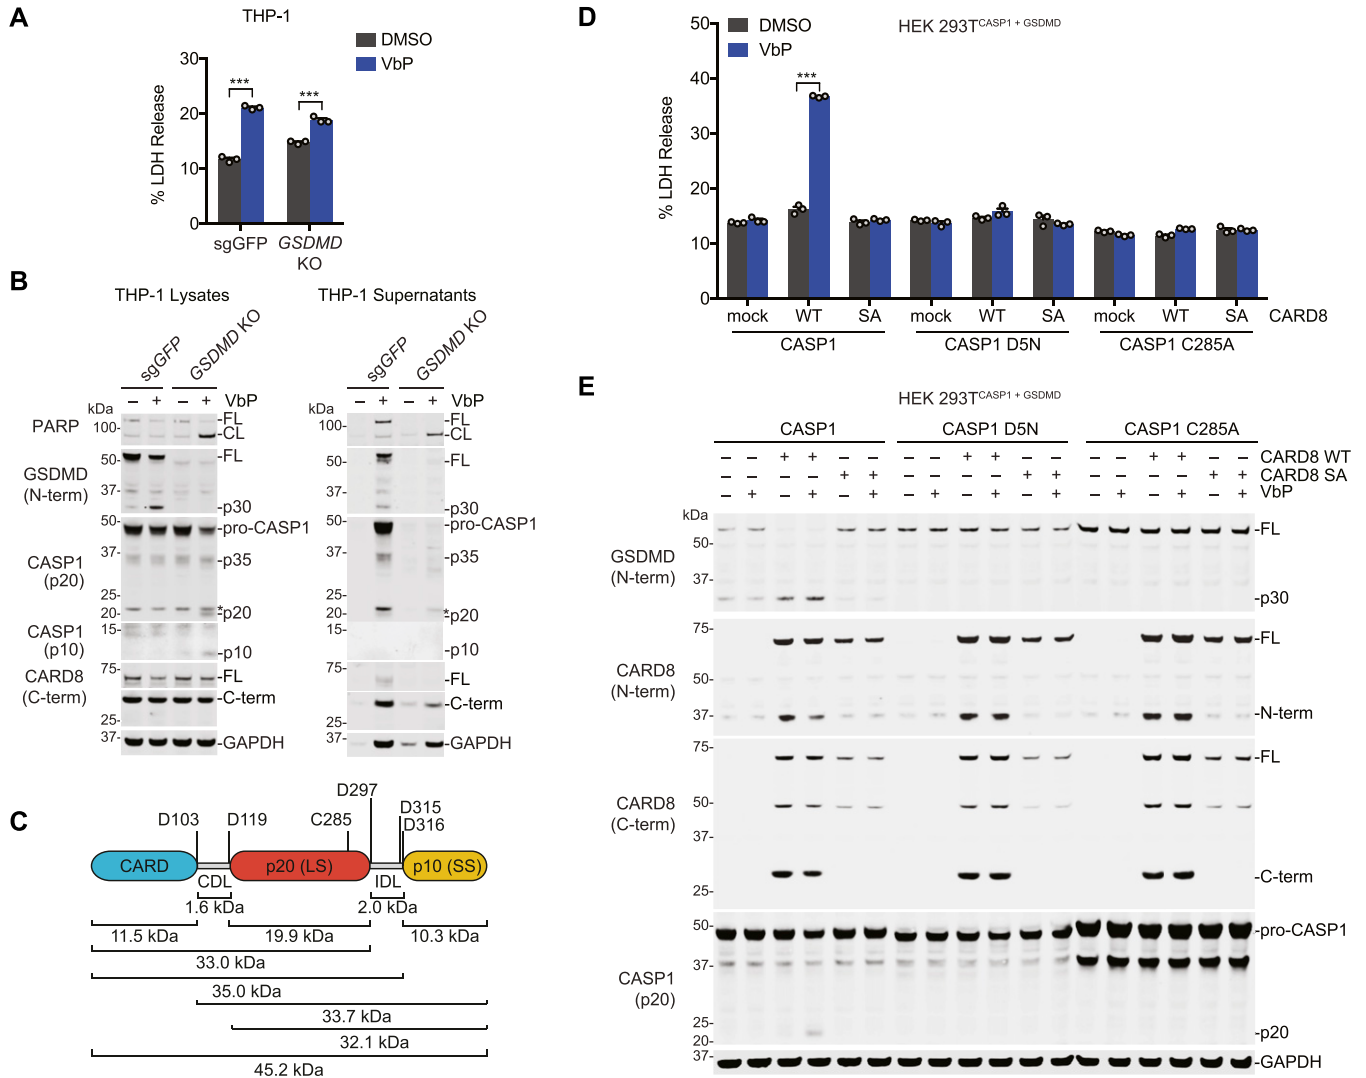 A
THP-1
DMSO
VbP
% LDH Release
30
20
10
0
***
***
sgGFP
GSDMD KO
B
THP-1 Lysates
THP-1 Supernatants
sgGFP
GSDMD KO
sgGFP
GSDMD KO
– + – + VbP
– + – + VbP
kDa
kDa
PARP
100-
-FL
-CL
100-
-FL
-CL
GSDMD
(N-term)
50-
37-
-FL
-p30
50-
37-
-FL
-p30
CASP1
(p20)
50-
37-
25-
20-
pro-CASP1
-p35
*
-p20
50-
37-
25-
20-
pro-CASP1
-p35
*
-p20
CASP1
(p10)
15-
-p10
15-
-p10
CARD8
(C-term)
75-
-FL
-C-term
25-
75-
-FL
-C-term
25-
37-
-GAPDH
37-
-GAPDH
C
D103
D119
C285
D297
D315
D316
CARD
p20 (LS)
p10 (SS)
CDL
IDL
1.6 kDa
2.0 kDa
11.5 kDa
19.9 kDa
10.3 kDa
33.0 kDa
35.0 kDa
33.7 kDa
32.1 kDa
45.2 kDa
D
HEK 293T CASP1 + GSDMD
DMSO
VbP
% LDH Release
50
40
30
20
10
0
***
mock WT SA mock WT SA mock WT SA CARD8
CASP1
CASP1 D5N
CASP1 C285A
E
HEK 293T CASP1 + GSDMD
CASP1
CASP1 D5N
CASP1 C285A
– – + + – – – – + + – – – – + + – – CARD8 WT
– – – – + + – – – – + + – – – – + + CARD8 SA
– + – + – + – + – + – + – + – + – + VbP
kDa
GSDMD
(N-term)
50-
37-
-FL
-p30
CARD8
(N-term)
75-
50-
37-
-FL
-N-term
CARD8
(C-term)
75-
50-
37-
25-
-FL
-C-term
CASP1
(p20)
50-
37-
25-
20-
-pro-CASP1
-p20
37-
-GAPDH